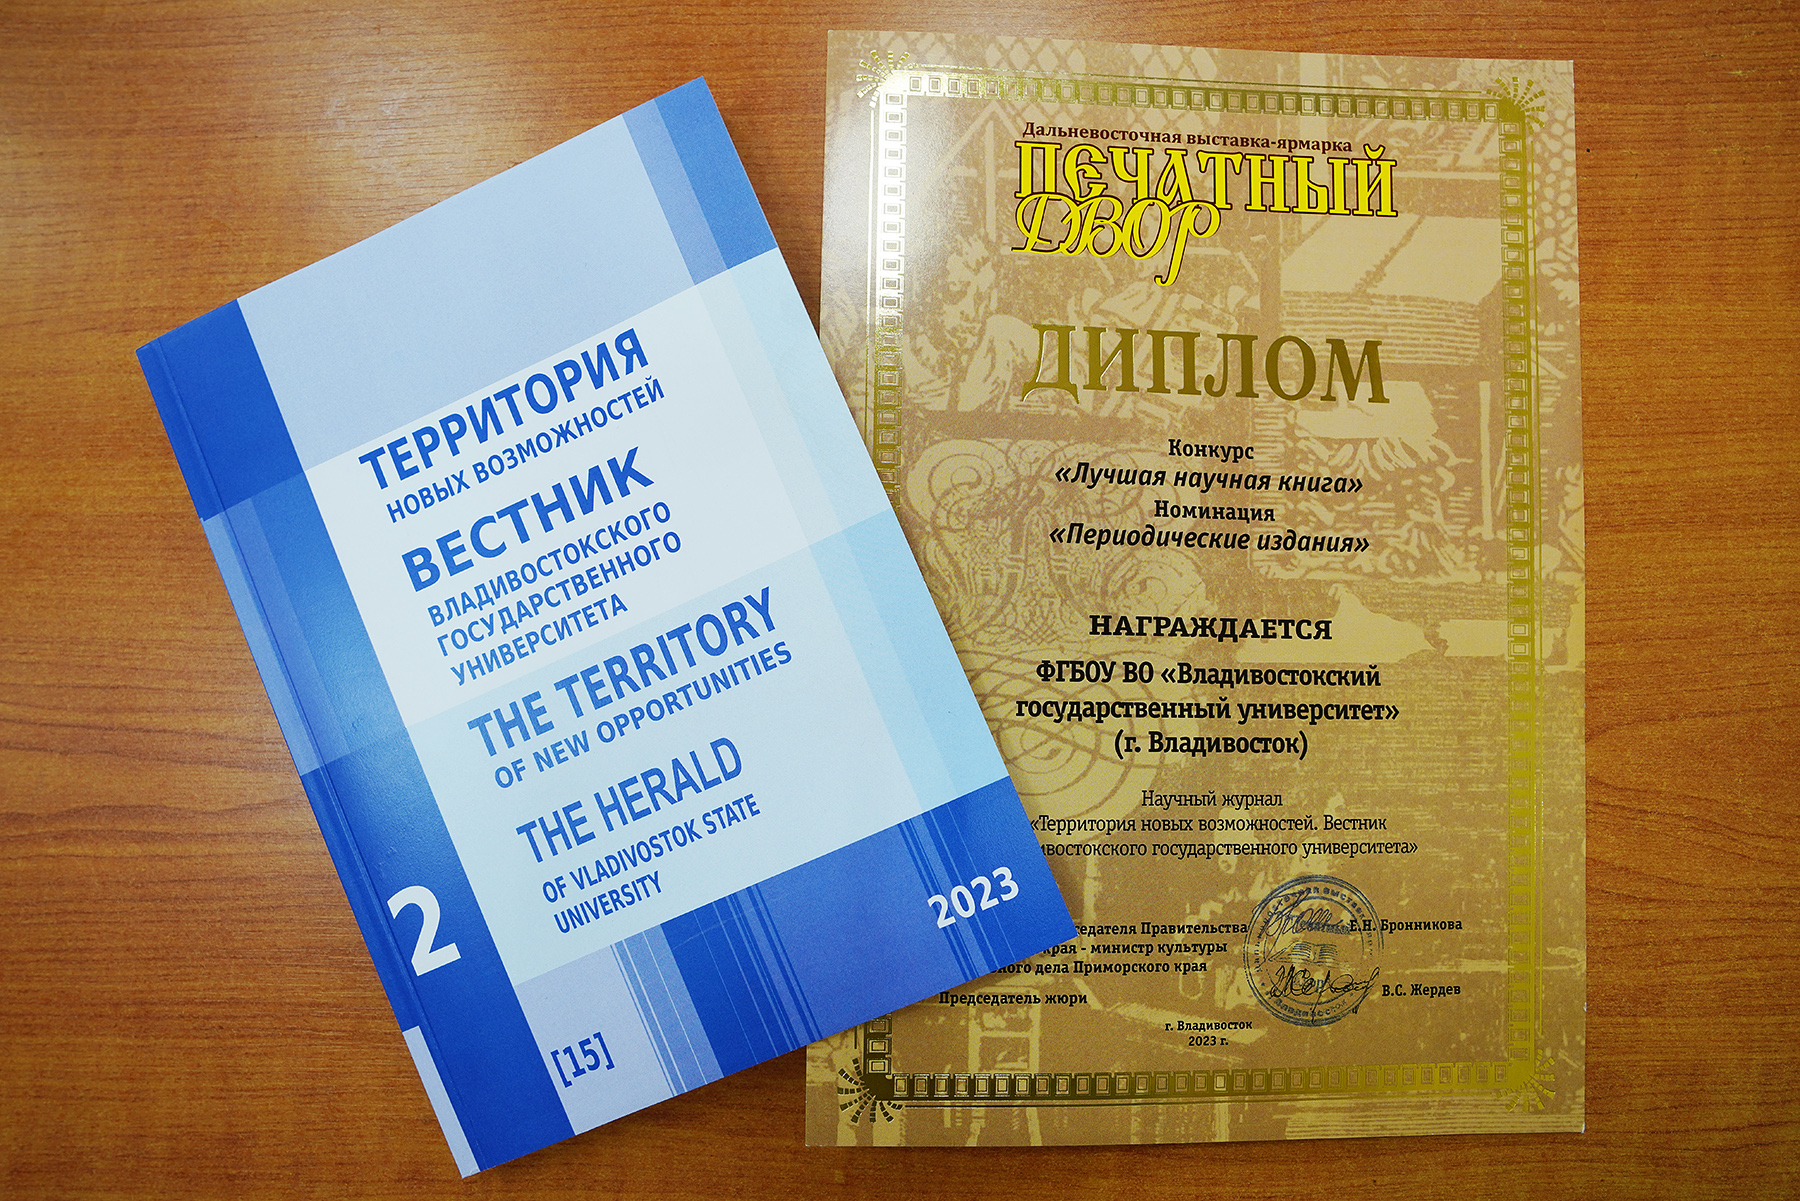 ТЕРРИТОРИЯ
НОВЫХ ВОЗМОЖНОСТЕЙ
ВЕСТНИК
ВЛАДИВОСТОКСКОГО
ГОСУДАРСТВЕННОГО
УНИВЕРСИТЕТА
THE TERRITORY
OF NEW OPPORTUNITIES
THE HERALD
OF VLADIVOSTOK STATE
UNIVERSITY
2
2023
[15]
Дальневосточная выставка-ярмарка
ПЕЧАТНЫЙ
ДВОР
ДИПЛОМ
Конкурс
«Лучшая научная книга»
Номинация
«Периодические издания»
НАГРАЖДАЕТСЯ
ФГБОУ ВО «Владивостокский
государственный университет»
(г. Владивосток)
Научный журнал
«Территория новых возможностей. Вестник
ивостокского государственного университета»
седателя Правительства Е.Н. Бронникова
края - министр культуры
ного дела Приморского края
Председатель жюри В.С. Жердев
г. Владивосток
2023 г.